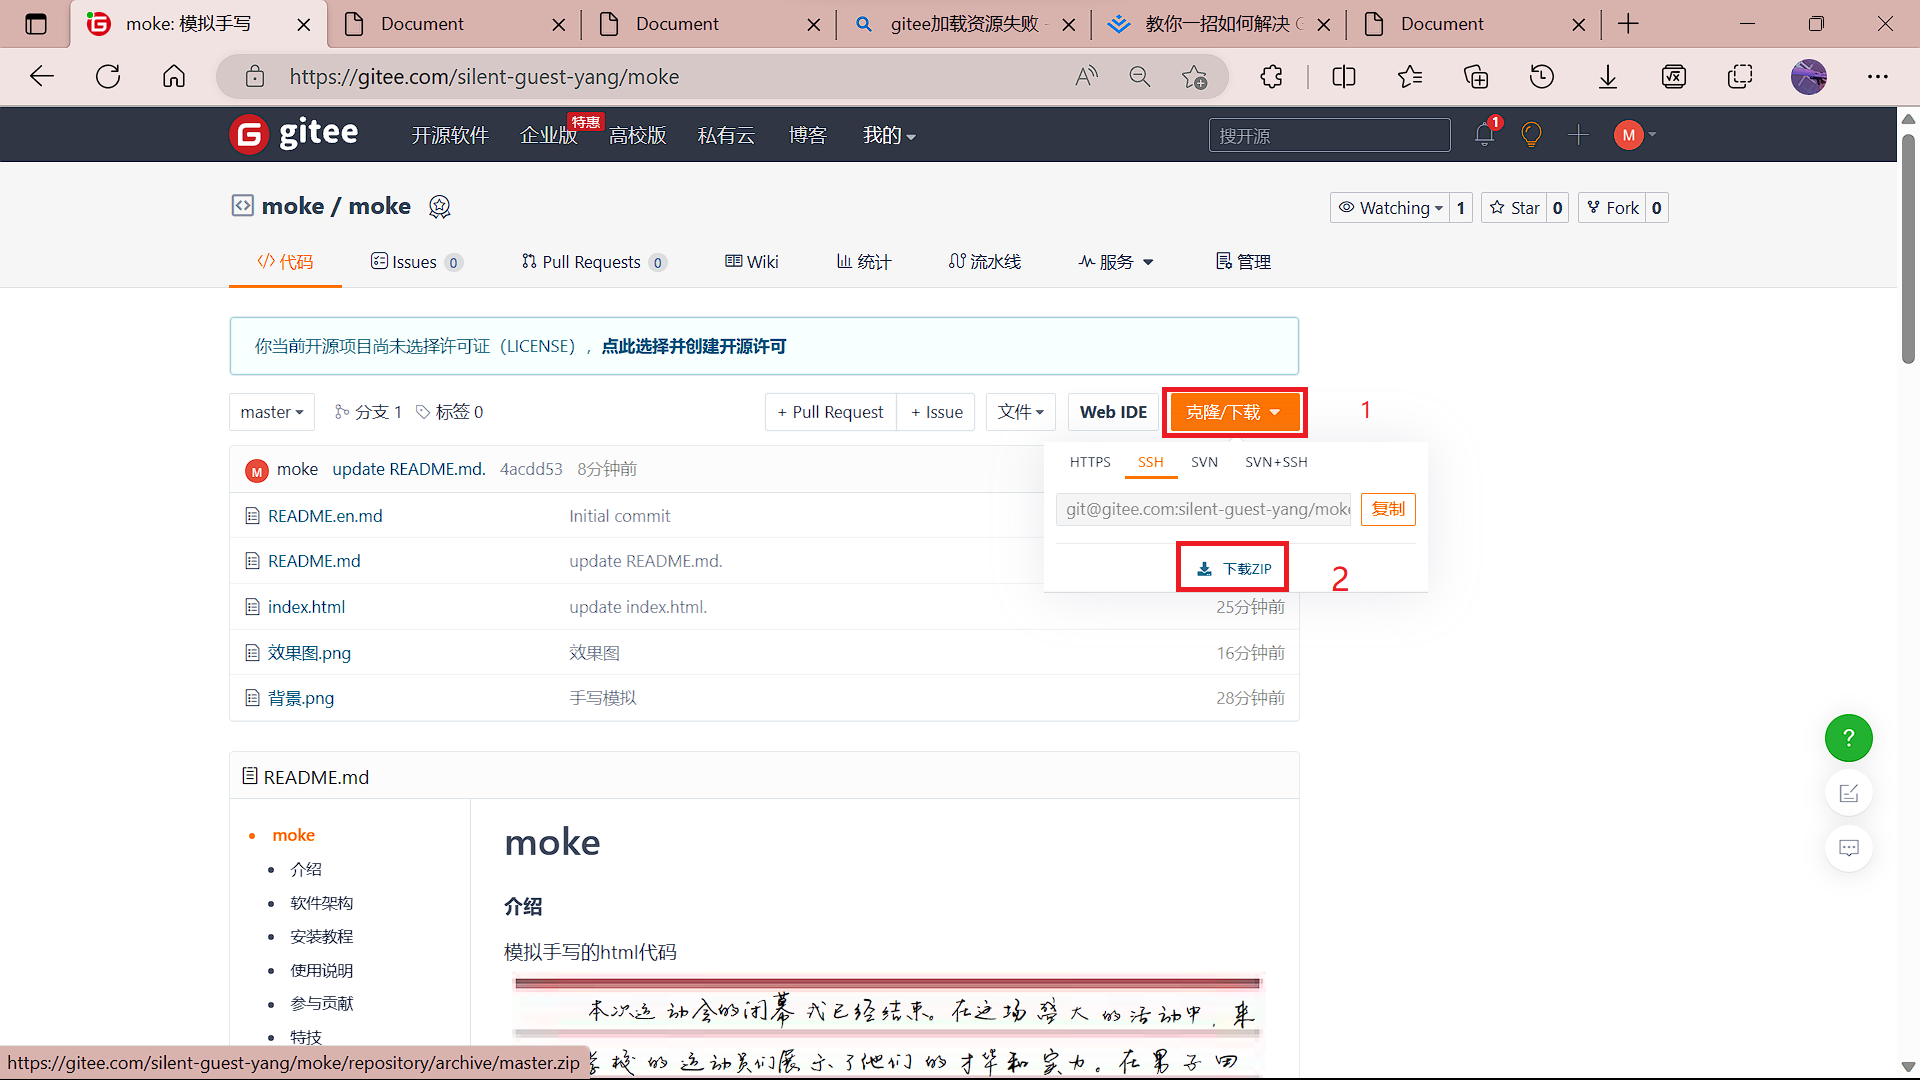 moke: 模拟手写
Document
Document
gitee加载资源失败
教你一招如何解决 G
Document
https://gitee.com/silent-guest-yang/moke
gitee 开源软件 企业版 特惠 高校版 私有云 博客 我的 搜开源 1 M
moke / moke Watching 1 Star 0 Fork 0
代码 Issues 0 Pull Requests 0 Wiki 统计 流水线 服务 管理
你当前开源项目尚未选择许可证（LICENSE），点此选择并创建开源许可
master 分支 1 标签 0 + Pull Request + Issue 文件 Web IDE 克隆/下载 1
HTTPS SSH SVN SVN+SSH
git@gitee.com:silent-guest-yang/moke 复制
下载ZIP 2
M moke update README.md. 4acdd53 8分钟前
README.en.md Initial commit
README.md update README.md.
index.html update index.html. 25分钟前
效果图.png 效果图 16分钟前
背景.png 手写模拟 28分钟前
README.md
moke
介绍
软件架构
安装教程
使用说明
参与贡献
特技
moke
介绍
模拟手写的html代码
本次运动会的闭幕式已经结束。在这场盛大的活动中，来
学校的运动员们展示了他们的才华和实力。在男子四
?
https://gitee.com/silent-guest-yang/moke/repository/archive/master.zip